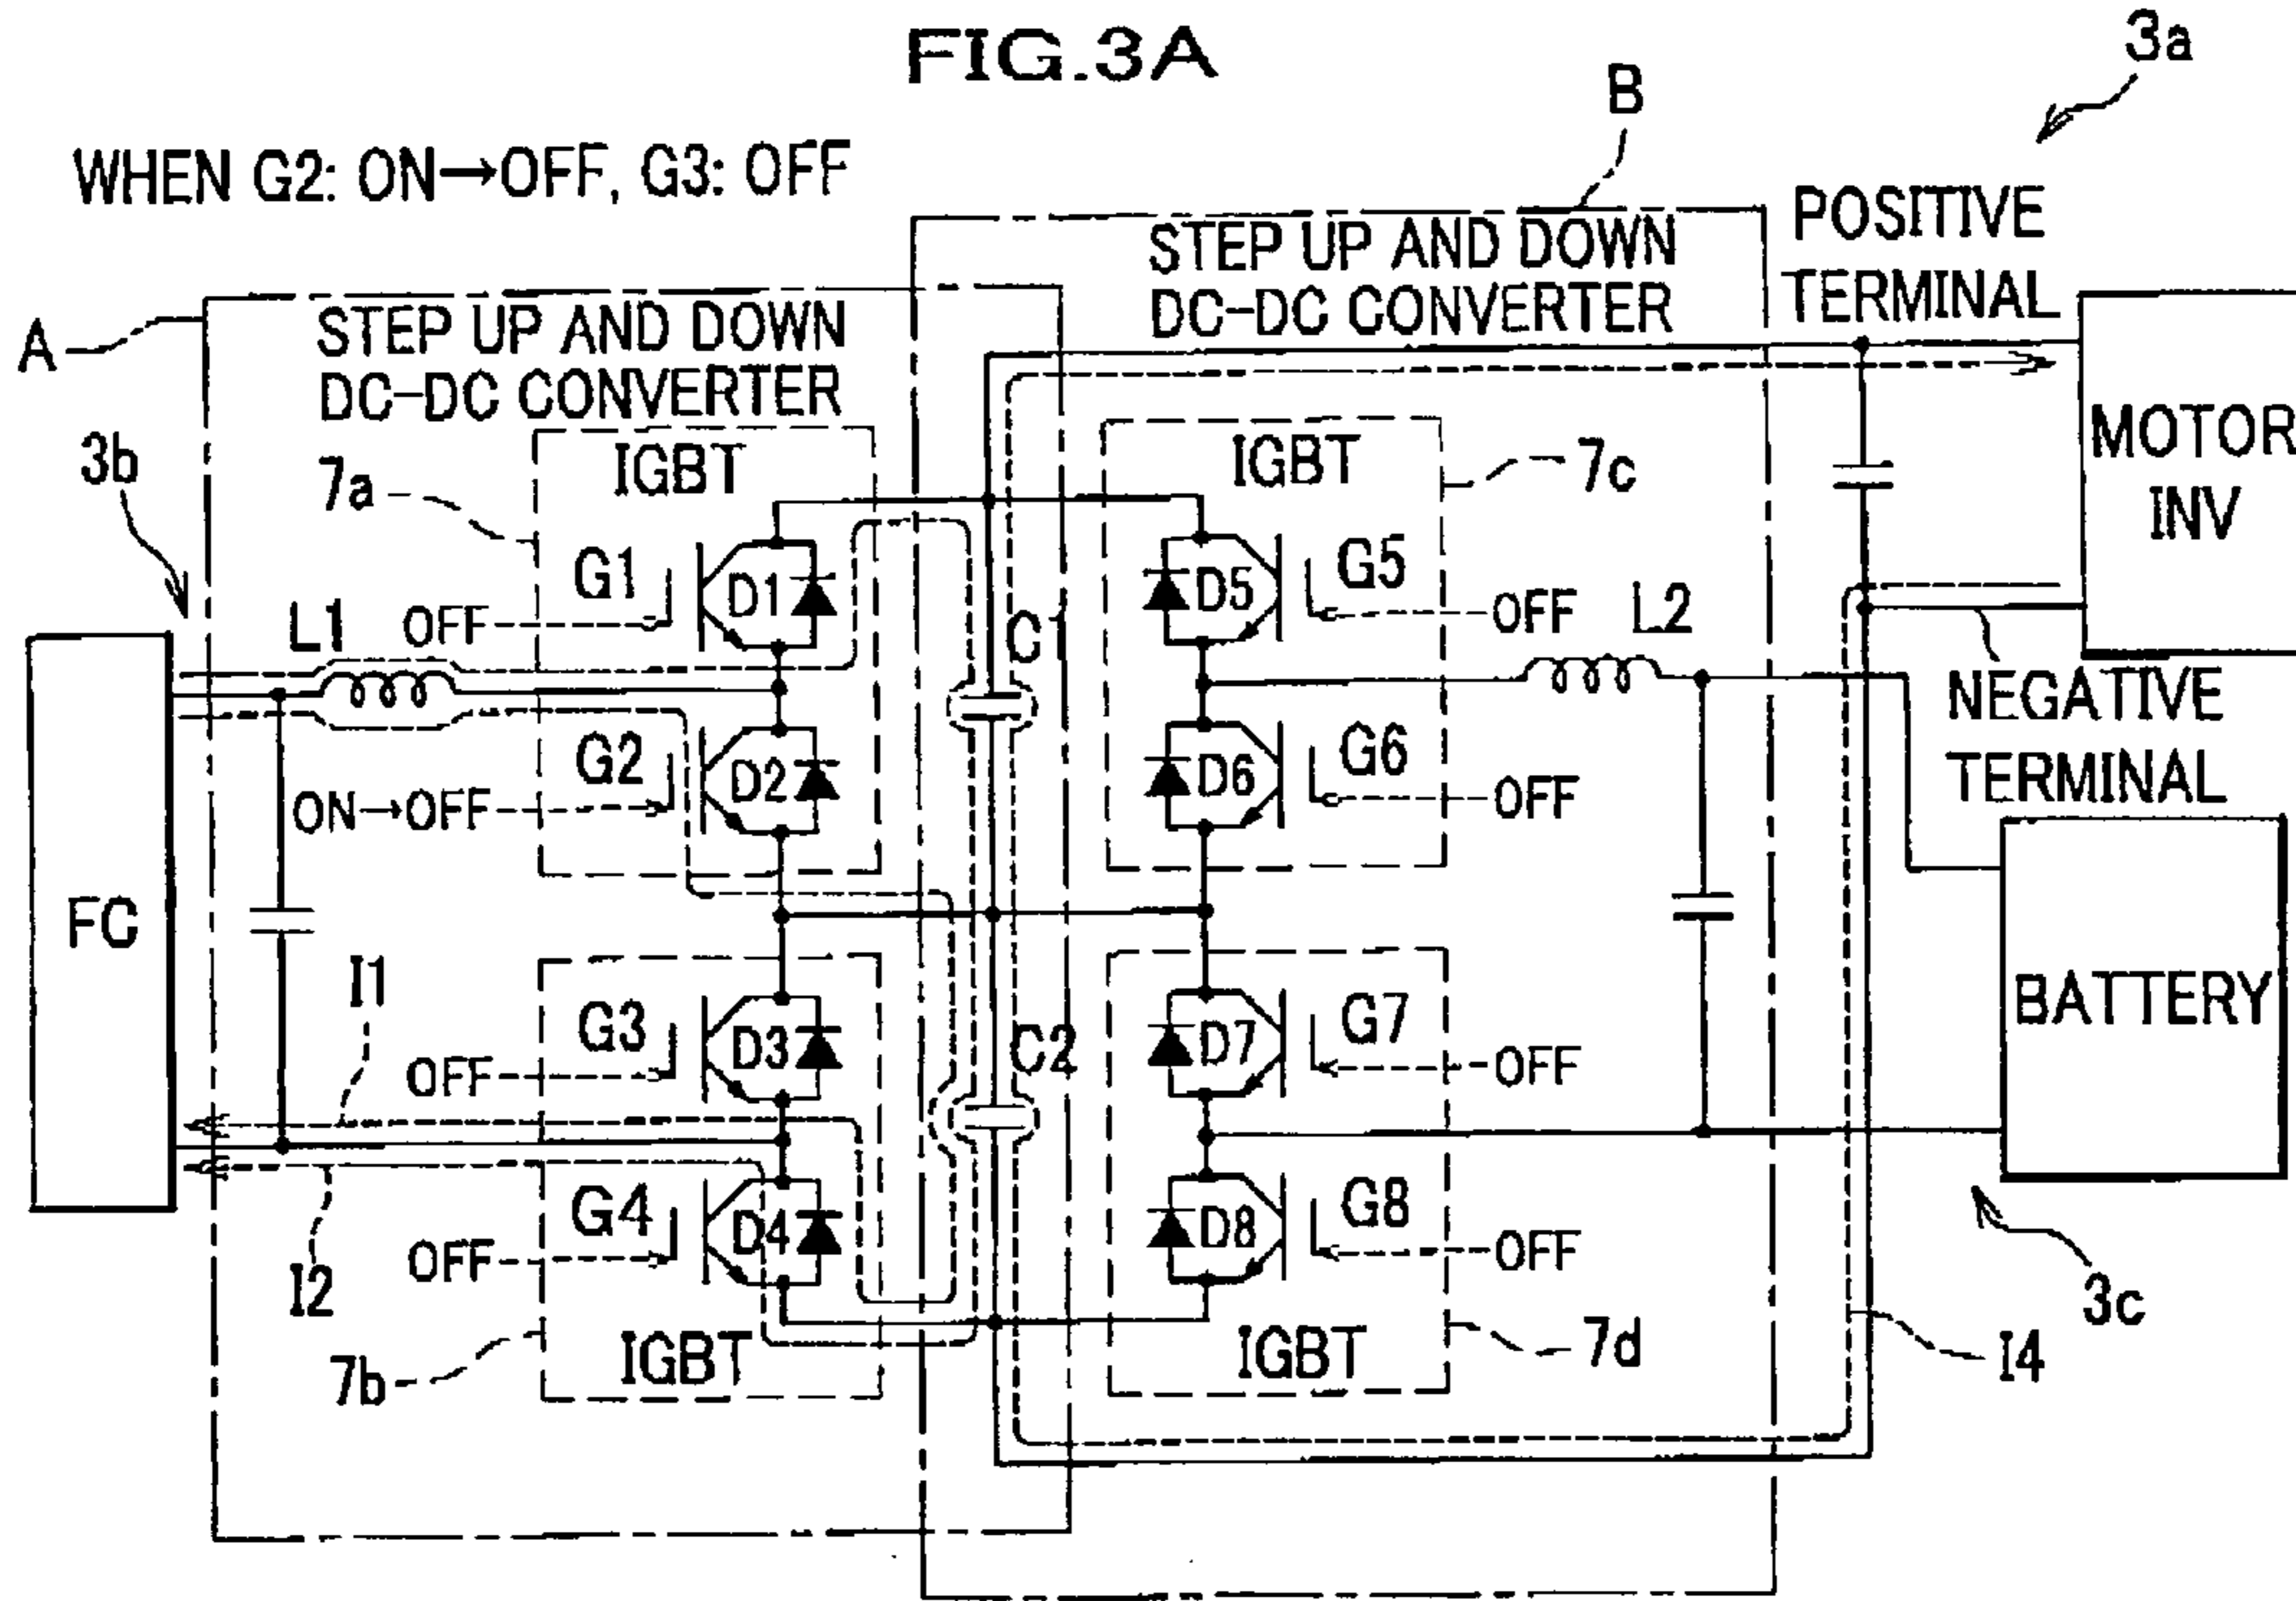 FIG.3A
3a
WHEN G2: ON→OFF, G3: OFF
B
A
STEP UP AND DOWN
DC-DC CONVERTER
STEP UP AND DOWN
DC-DC CONVERTER
POSITIVE
TERMINAL
3b
7a
IGBT
IGBT
7c
MOTOR
INV
G1
D1
OFF
L1
C1
D5
G5
OFF
L2
G2
D2
ON→OFF
D6
G6
OFF
NEGATIVE
TERMINAL
FC
BATTERY
I1
G3
D3
OFF
C2
D7
G7
OFF
I2
G4
D4
OFF
D8
G8
OFF
3c
7b
IGBT
IGBT
7d
I4